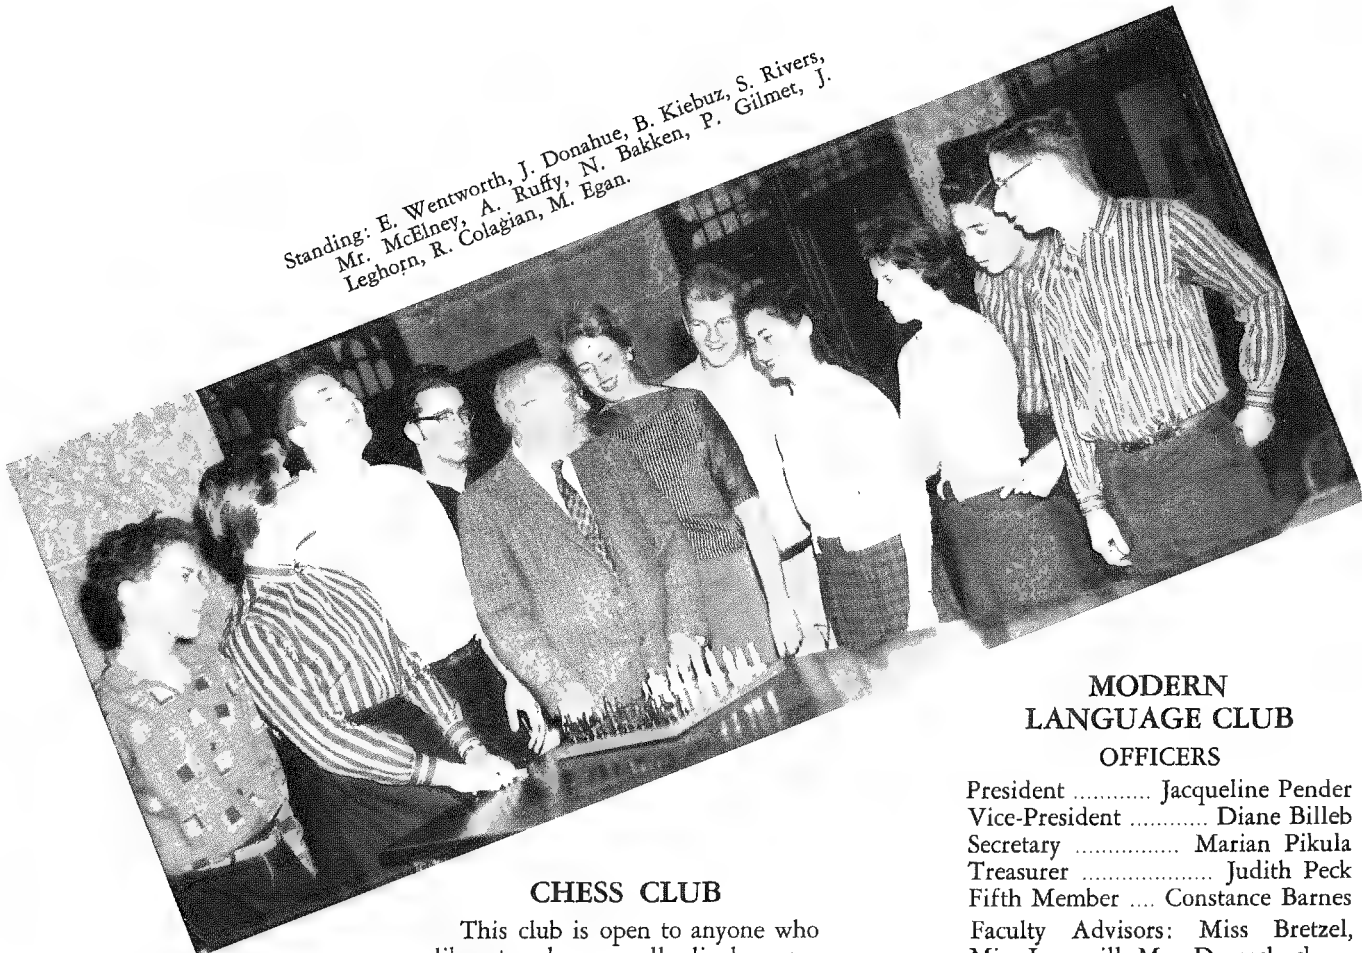 Standing: E. Wentworth, J. Donahue, B. Kiebuz, S. Rivers,
Mr. McElney, A. Ruffy, N. Bakken, P. Gilmet, J.
Leghorn, R. Colagian, M. Egan.
CHESS CLUB
This club is open to anyone who
MODERN
LANGUAGE CLUB
OFFICERS
President ............ Jacqueline Pender
Vice-President ............ Diane Billeb
Secretary ................ Marian Pikula
Treasurer .................... Judith Peck
Fifth Member .... Constance Barnes
Faculty Advisors: Miss Bretzel,